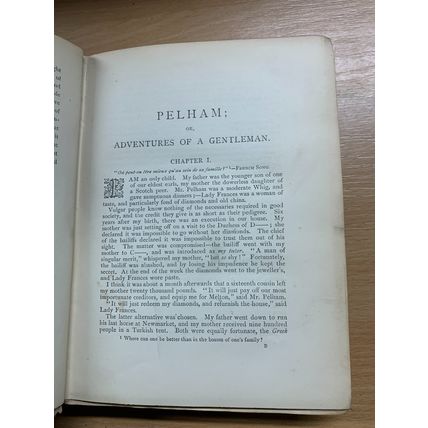 PELHAM;
OR,
ADVENTURES OF A GENTLEMAN.
CHAPTER I.
"Où peut-on être mieux qu'au sein de sa famille?" ¹—FRENCH SONG
I AM an only child. My father was the younger son of one
of our oldest earls, my mother the dowerless daughter of
a Scotch peer. Mr. Pelham was a moderate Whig, and
gave sumptuous dinners;—Lady Frances was a woman of
taste, and particularly fond of diamonds and old china.
Vulgar people know nothing of the necessaries required in good
society, and the credit they give is as short as their pedigree. Six
years after my birth, there was an execution in our house. My
mother was just setting off on a visit to the Duchess of D——; she
declared it was impossible to go without her diamonds. The chief
of the bailiffs declared it was impossible to trust them out of his
sight. The matter was compromised—the bailiff went with my
mother to C——, and was introduced as my tutor. "A man of
singular merit," whispered my mother, "but so shy!" Fortunately,
the bailiff was abashed, and by losing his impudence he kept the
secret. At the end of the week the diamonds went to the jeweller's,
and Lady Frances wore paste.
I think it was about a month afterwards that a sixteenth cousin left
my mother twenty thousand pounds. "It will just pay off our most
importunate creditors, and equip me for Melton," said Mr. Pelham.
"It will just redeem my diamonds, and refurnish the house," said
Lady Frances.
The latter alternative was chosen. My father went down to run
his last horse at Newmarket, and my mother received nine hundred
people in a Turkish tent. Both were equally fortunate, the Greek
¹ Where can one be better than in the bosom of one's family?
B